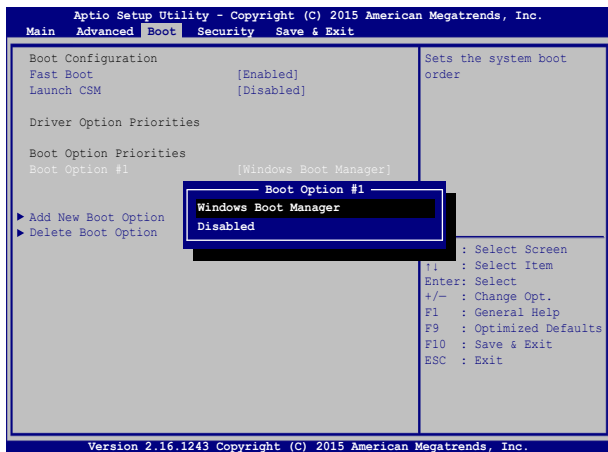 Aptio Setup Utility - Copyright (C) 2015 American Megatrends, Inc.
Main Advanced Boot Security Save & Exit
Boot Configuration
Fast Boot [Enabled]
Launch CSM [Disabled]
Driver Option Priorities
Boot Option Priorities
Boot Option #1 [Windows Boot Manager]
Add New Boot Option
Delete Boot Option
Boot Option #1
Windows Boot Manager
Disabled
Sets the system boot
order
: Select Screen
↑↓ : Select Item
Enter: Select
+/— : Change Opt.
F1 : General Help
F9 : Optimized Defaults
F10 : Save & Exit
ESC : Exit
Version 2.16.1243 Copyright (C) 2015 American Megatrends, Inc.